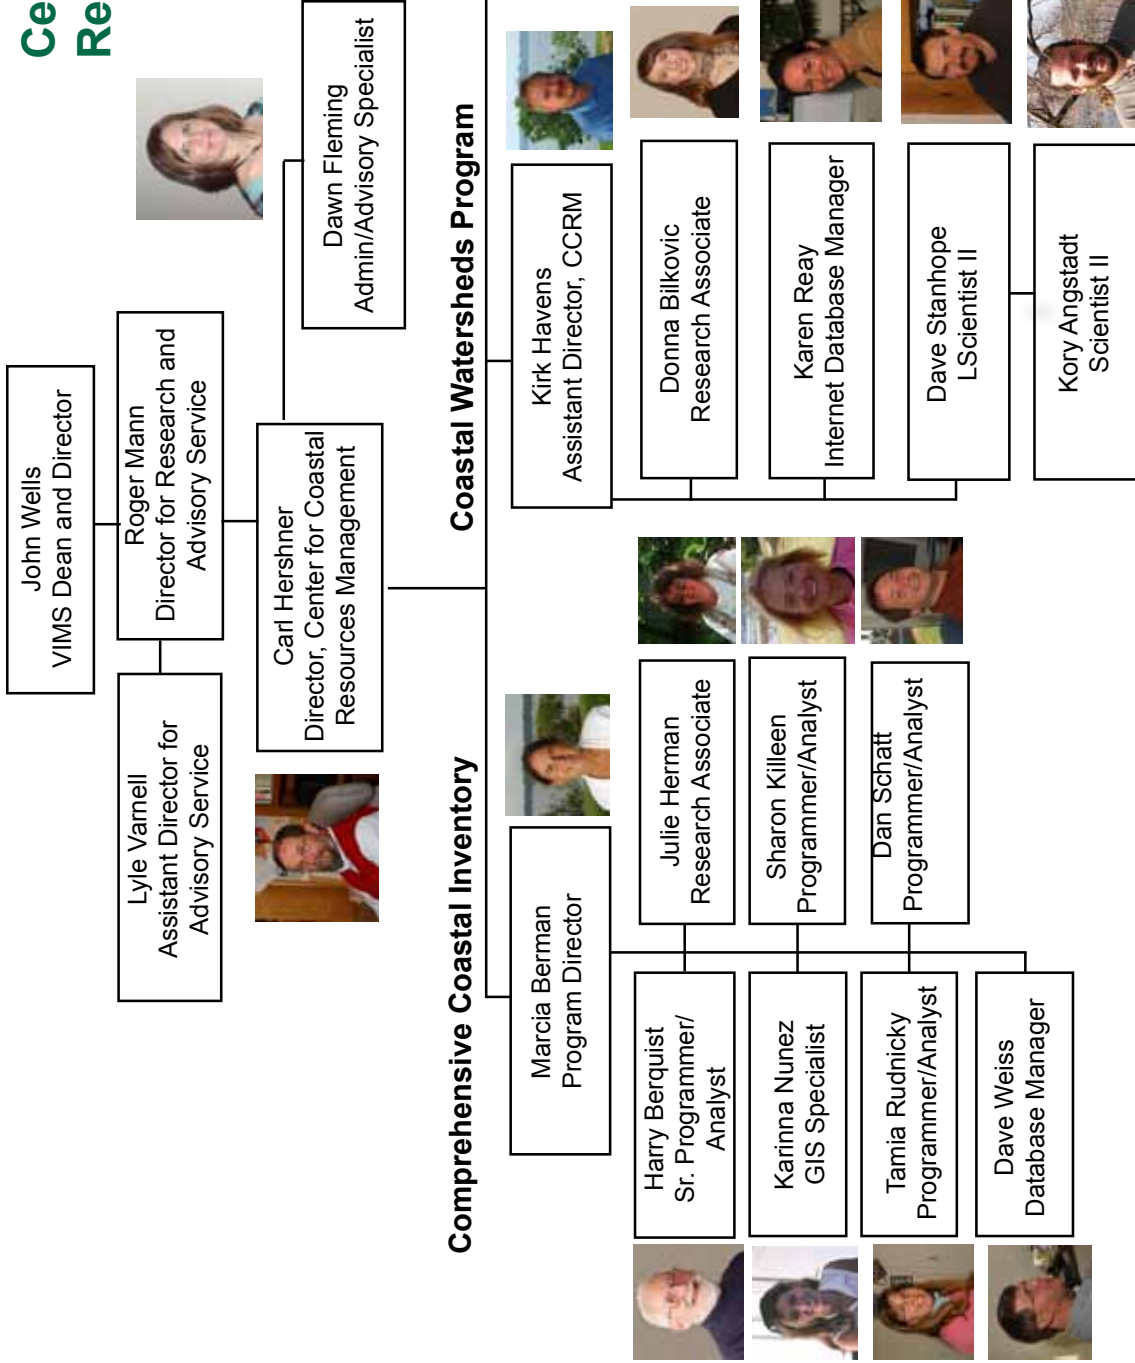 Ce
Re
John Wells
VIMS Dean and Director
Lyle Varnell
Assistant Director for
Advisory Service
Roger Mann
Director for Research and
Advisory Service
Carl Hershner
Director, Center for Coastal
Resources Management
Dawn Fleming
Admin/Advisory Specialist
Comprehensive Coastal Inventory
Coastal Watersheds Program
Marcia Berman
Program Director
Harry Berquist
Sr. Programmer/
Analyst
Julie Herman
Research Associate
Karinna Nunez
GIS Specialist
Sharon Killeen
Programmer/Analyst
Tamia Rudnicky
Programmer/Analyst
Dan Schatt
Programmer/Analyst
Dave Weiss
Database Manager
Kirk Havens
Assistant Director, CCRM
Donna Bilkovic
Research Associate
Karen Reay
Internet Database Manager
Dave Stanhope
LScientist II
Kory Angstadt
Scientist II